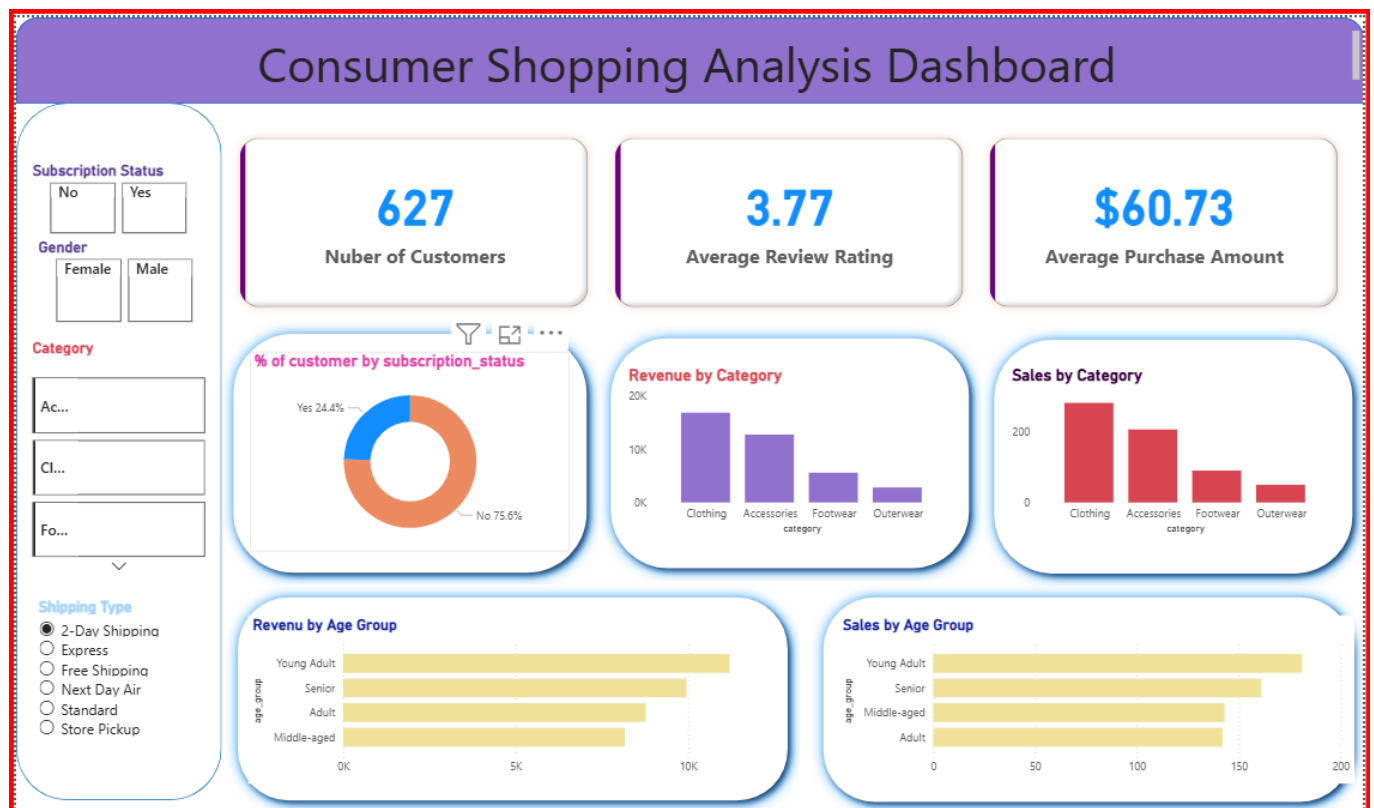 Consumer Shopping Analysis Dashboard
Subscription Status
No
Yes
Gender
Female
Male
Category
Ac...
Cl...
Fo...
Shipping Type
2-Day Shipping
Express
Free Shipping
Next Day Air
Standard
Store Pickup
627
Nuber of Customers
3.77
Average Review Rating
$60.73
Average Purchase Amount
% of customer by subscription_status
Yes 24.4%
No 75.6%
Revenue by Category
20K
10K
0K
Clothing Accessories Footwear Outerwear
category
Sales by Category
200
0
Clothing Accessories Footwear Outerwear
category
Revenu by Age Group
age_group
Young Adult
Senior
Adult
Middle-aged
0K 5K 10K
Sales by Age Group
age_group
Young Adult
Senior
Middle-aged
Adult
0 50 100 150 200